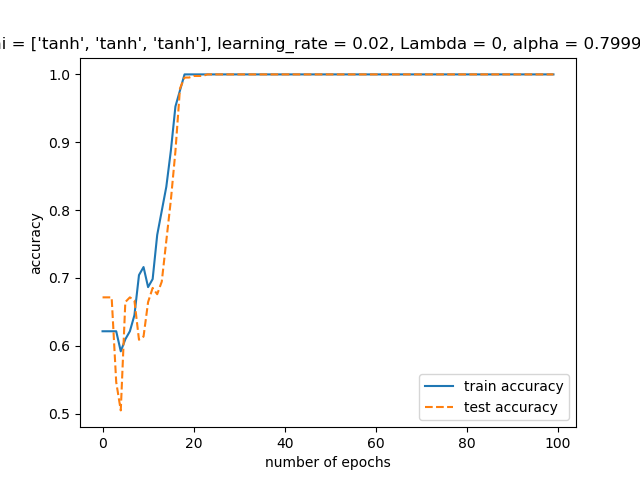 i = ['tanh', 'tanh', 'tanh'], learning_rate = 0.02, Lambda = 0, alpha = 0.7999
1.0
0.9
0.8
0.7
0.6
0.5
accuracy
train accuracy
test accuracy
0 20 40 60 80 100
number of epochs